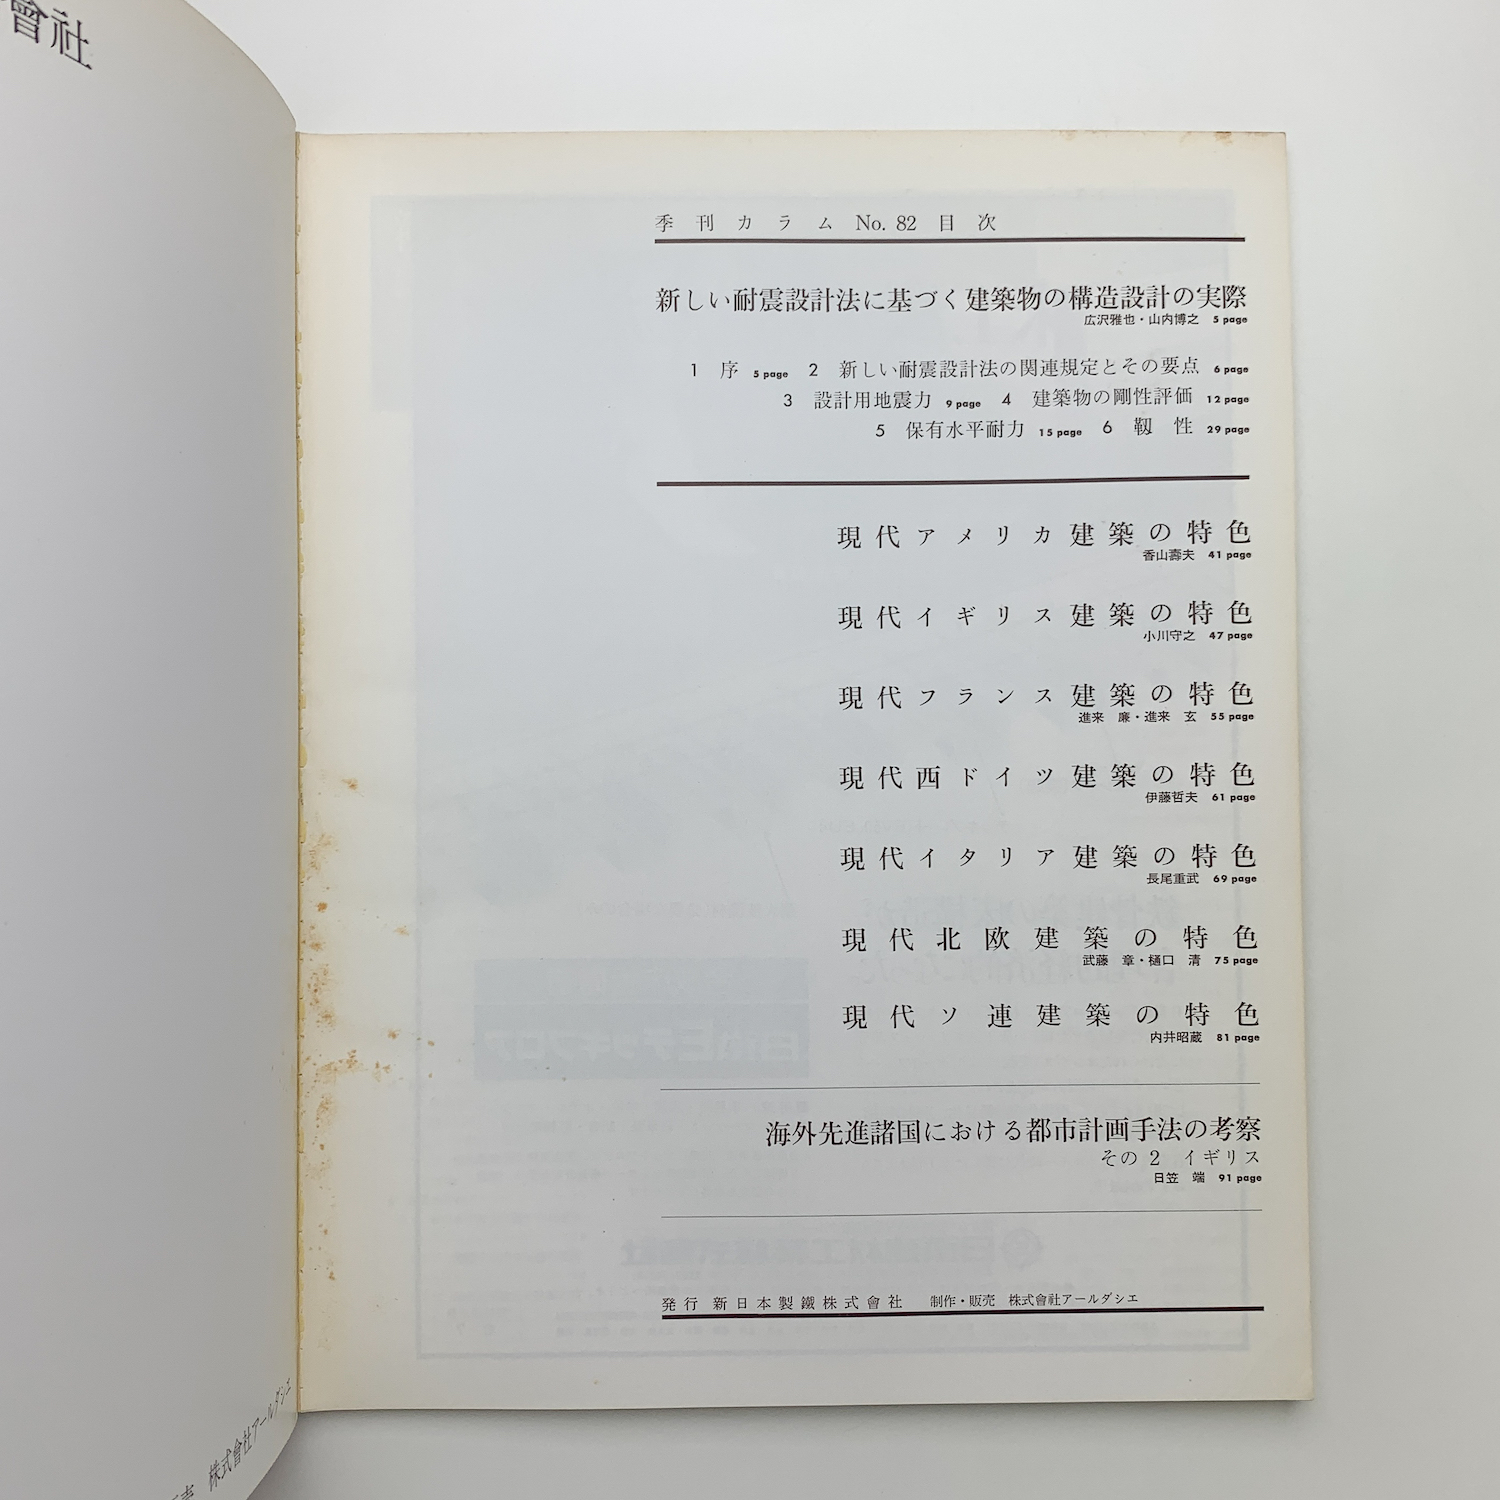 會社
季刊カラム No. 82 目次
新しい耐震設計法に基づく建築物の構造設計の実際
広沢雅也・山内博之 5 page
1 序 5 page 2 新しい耐震設計法の関連規定とその要点 6 page
3 設計用地震力 9 page 4 建築物の剛性評価 12 page
5 保有水平耐力 15 page 6 靱性 29 page
現代アメリカ建築の特色
香山壽夫 41 page
現代イギリス建築の特色
小川守之 47 page
現代フランス建築の特色
進来 廉・進来 玄 55 page
現代西ドイツ建築の特色
伊藤哲夫 61 page
現代イタリア建築の特色
長尾重武 69 page
現代北欧建築の特色
武藤 章・樋口 清 75 page
現代ソ連建築の特色
内井昭蔵 81 page
海外先進諸国における都市計画手法の考察
その2 イギリス
日笠 端 91 page
発行 新日本製鐵株式會社 制作・販売 株式會社アールダシエ
株式會社アールダシエ